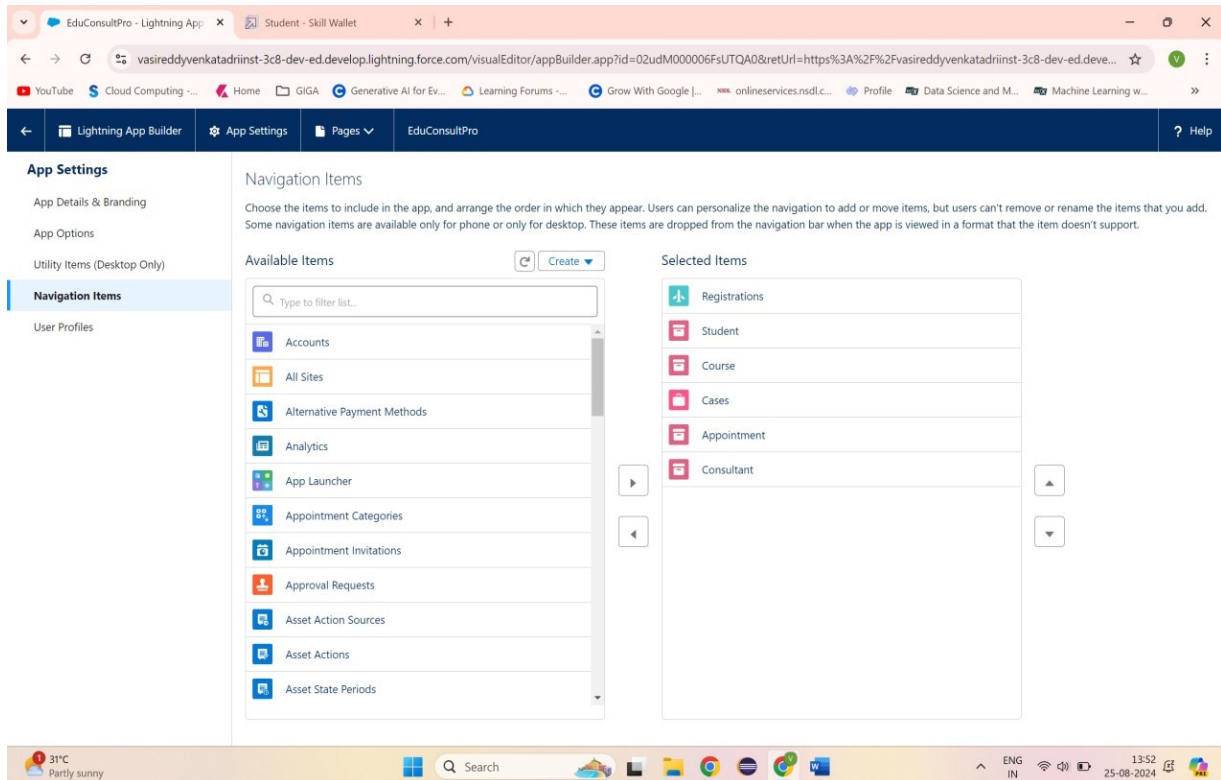 EduConsultPro - Lightning App
Student - Skill Wallet
vasireddyvenkatadriinst-3c8-dev-ed.develop.lightning.force.com/visualEditor/appBuilder.app?id=02udM000006FsUTQA0&retUrl=https%3A%2F%2Fvasireddyvenkatadriinst-3c8-dev-ed.deve...
V
YouTube
Cloud Computing -...
Home
GIGA
Generative AI for Ev...
Learning Forums -...
Grow With Google |...
onlineservices.nsdl.c...
Profile
Data Science and M...
Machine Learning w...
Lightning App Builder
App Settings
Pages
EduConsultPro
? Help
App Settings
App Details & Branding
App Options
Utility Items (Desktop Only)
Navigation Items
User Profiles
Navigation Items
Choose the items to include in the app, and arrange the order in which they appear. Users can personalize the navigation to add or move items, but users can't remove or rename the items that you add.
Some navigation items are available only for phone or only for desktop. These items are dropped from the navigation bar when the app is viewed in a format that the item doesn't support.
Available Items
Create
Type to filter list...
Accounts
All Sites
Alternative Payment Methods
Analytics
App Launcher
Appointment Categories
Appointment Invitations
Approval Requests
Asset Action Sources
Asset Actions
Asset State Periods
Selected Items
Registrations
Student
Course
Cases
Appointment
Consultant
1
31°C
Partly sunny
Search
ENG
IN
13:52
25-08-2024